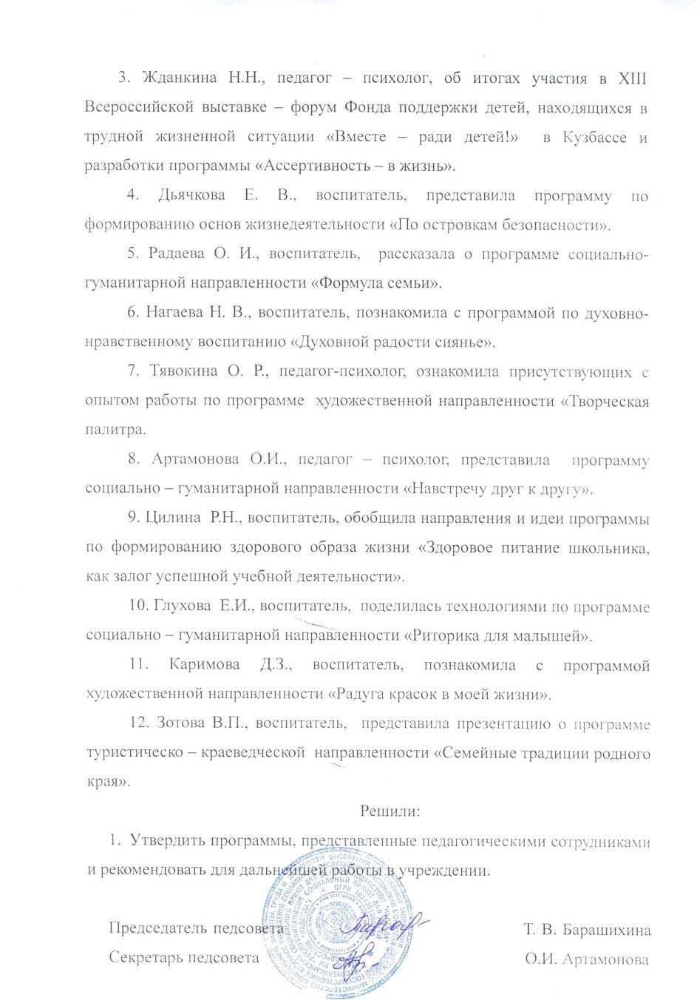 3. Жданкина Н.Н., педагог – психолог, об итогах участия в XIII
Всероссийской выставке – форум Фонда поддержки детей, находящихся в
трудной жизненной ситуации «Вместе – ради детей!» в Кузбассе и
разработки программы «Ассертивность – в жизнь».
4. Дьячкова Е. В., воспитатель, представила программу по
формированию основ жизнедеятельности «По островкам безопасности».
5. Радаева О. И., воспитатель, рассказала о программе социально-
гуманитарной направленности «Формула семьи».
6. Нагаева Н. В., воспитатель, познакомила с программой по духовно-
нравственному воспитанию «Духовной радости сиянье».
7. Тявокина О. Р., педагог-психолог, ознакомила присутствующих с
опытом работы по программе художественной направленности «Творческая
палитра.
8. Артамонова О.И., педагог – психолог, представила программу
социально – гуманитарной направленности «Навстречу друг к другу».
9. Цилина Р.Н., воспитатель, обобщила направления и идеи программы
по формированию здорового образа жизни «Здоровое питание школьника,
как залог успешной учебной деятельности».
10. Глухова Е.И., воспитатель, поделилась технологиями по программе
социально – гуманитарной направленности «Риторика для малышей».
11. Каримова Д.З., воспитатель, познакомила с программой
художественной направленности «Радуга красок в моей жизни».
12. Зотова В.П., воспитатель, представила презентацию о программе
туристическо – краеведческой направленности «Семейные традиции родного
края».
Решили:
1. Утвердить программы, представленные педагогическими сотрудниками
и рекомендовать для дальнейшей работы в учреждении.
Председатель педсовета Т. В. Барашихина
Секретарь педсовета О.И. Артамонова